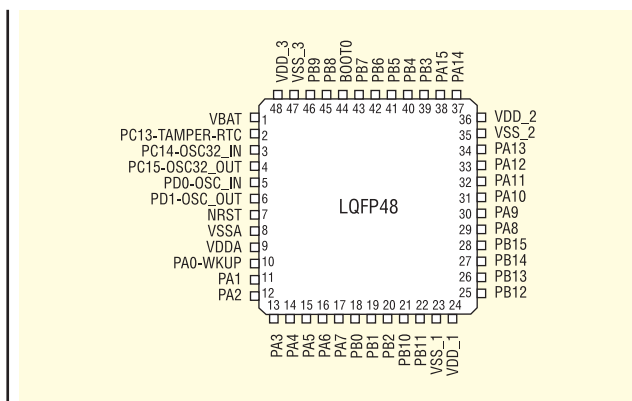 VDD_3
VSS_3
PB9
PB8
BOOT0
PB7
PB6
PB5
PB4
PB3
PA15
PA14
48 47 46 45 44 43 42 41 40 39 38 37
VBAT 1
PC13-TAMPER-RTC 2
PC14-OSC32_IN 3
PC15-OSC32_OUT 4
PD0-OSC_IN 5
PD1-OSC_OUT 6
NRST 7
VSSA 8
VDDA 9
PA0-WKUP 10
PA1 11
PA2 12
LQFP48
36 VDD_2
35 VSS_2
34 PA13
33 PA12
32 PA11
31 PA10
30 PA9
29 PA8
28 PB15
27 PB14
26 PB13
25 PB12
13 14 15 16 17 18 19 20 21 22 23 24
PA3
PA4
PA5
PA6
PA7
PB0
PB1
PB2
PB10
PB11
VSS_1
VDD_1